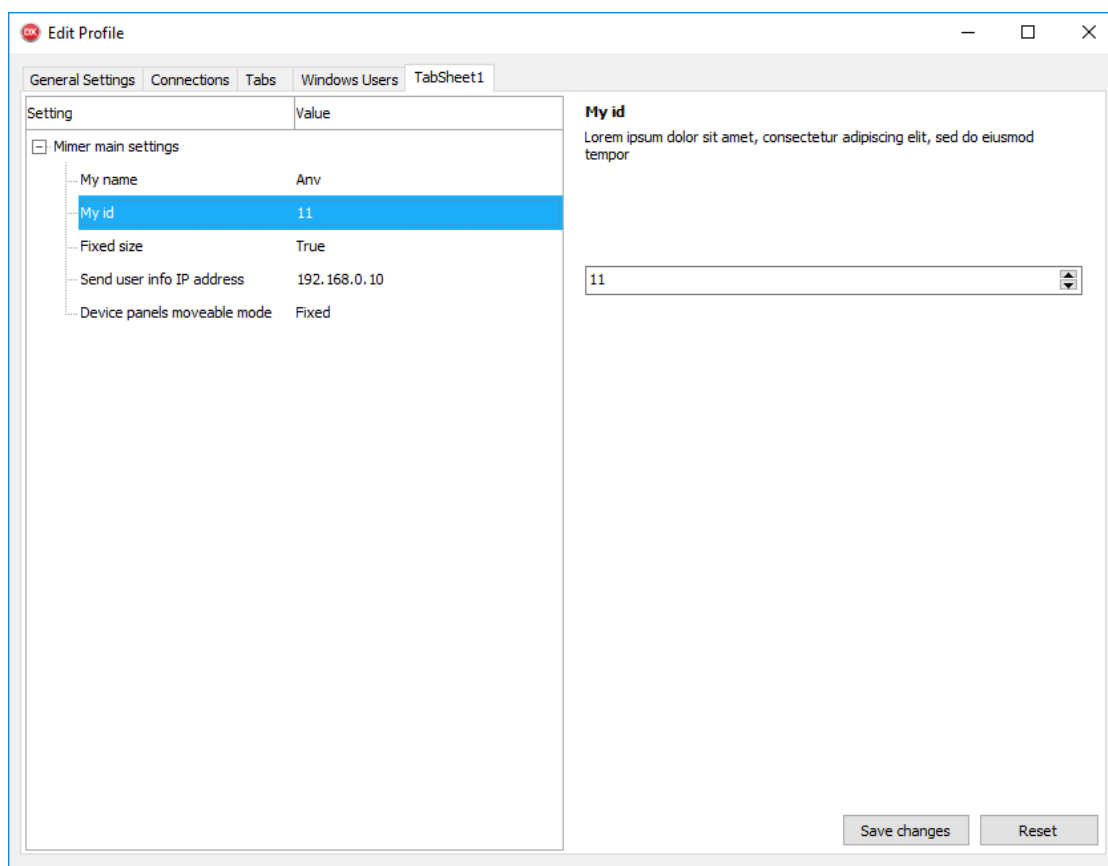 DX Edit Profile
General Settings Connections Tabs Windows Users TabSheet1
Setting Value
Mimer main settings
My name Anv
My id 11
Fixed size True
Send user info IP address 192.168.0.10
Device panels moveable mode Fixed
My id
Lorem ipsum dolor sit amet, consectetur adipiscing elit, sed do eiusmod
tempor
11
Save changes Reset